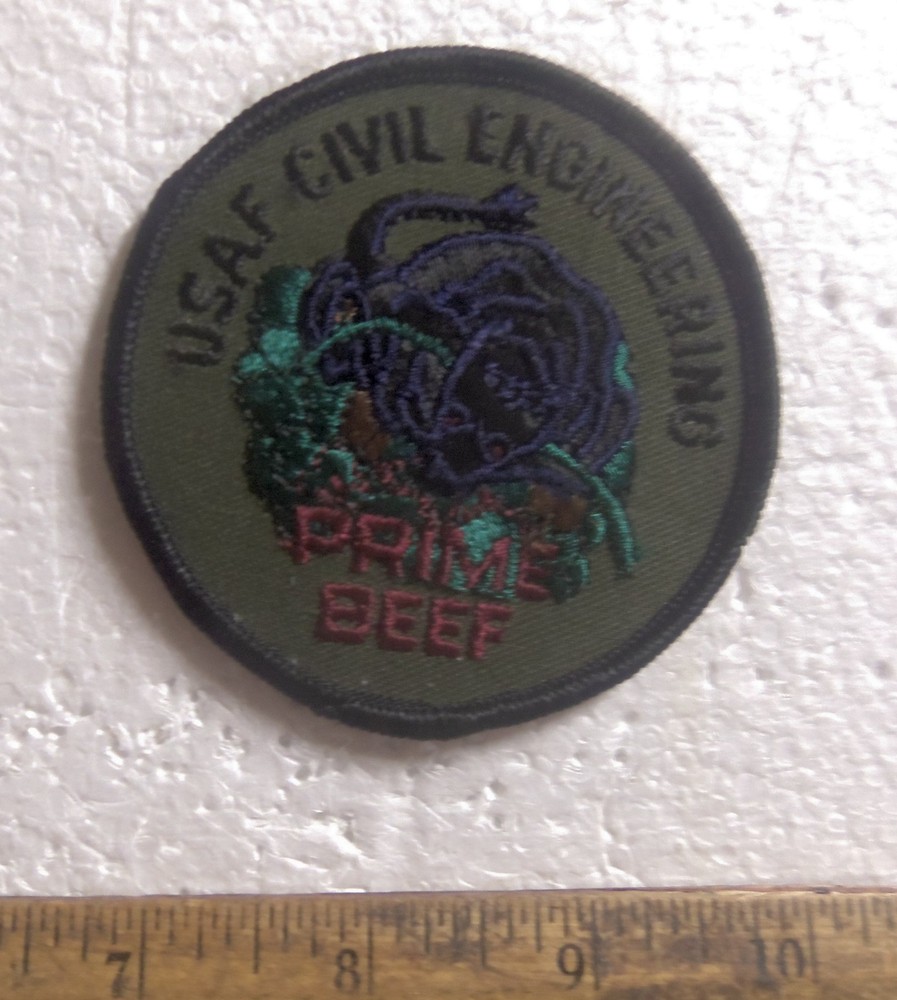 USAF CIVIL ENGINEERING
PRIME
BEEF
7 8 9 10